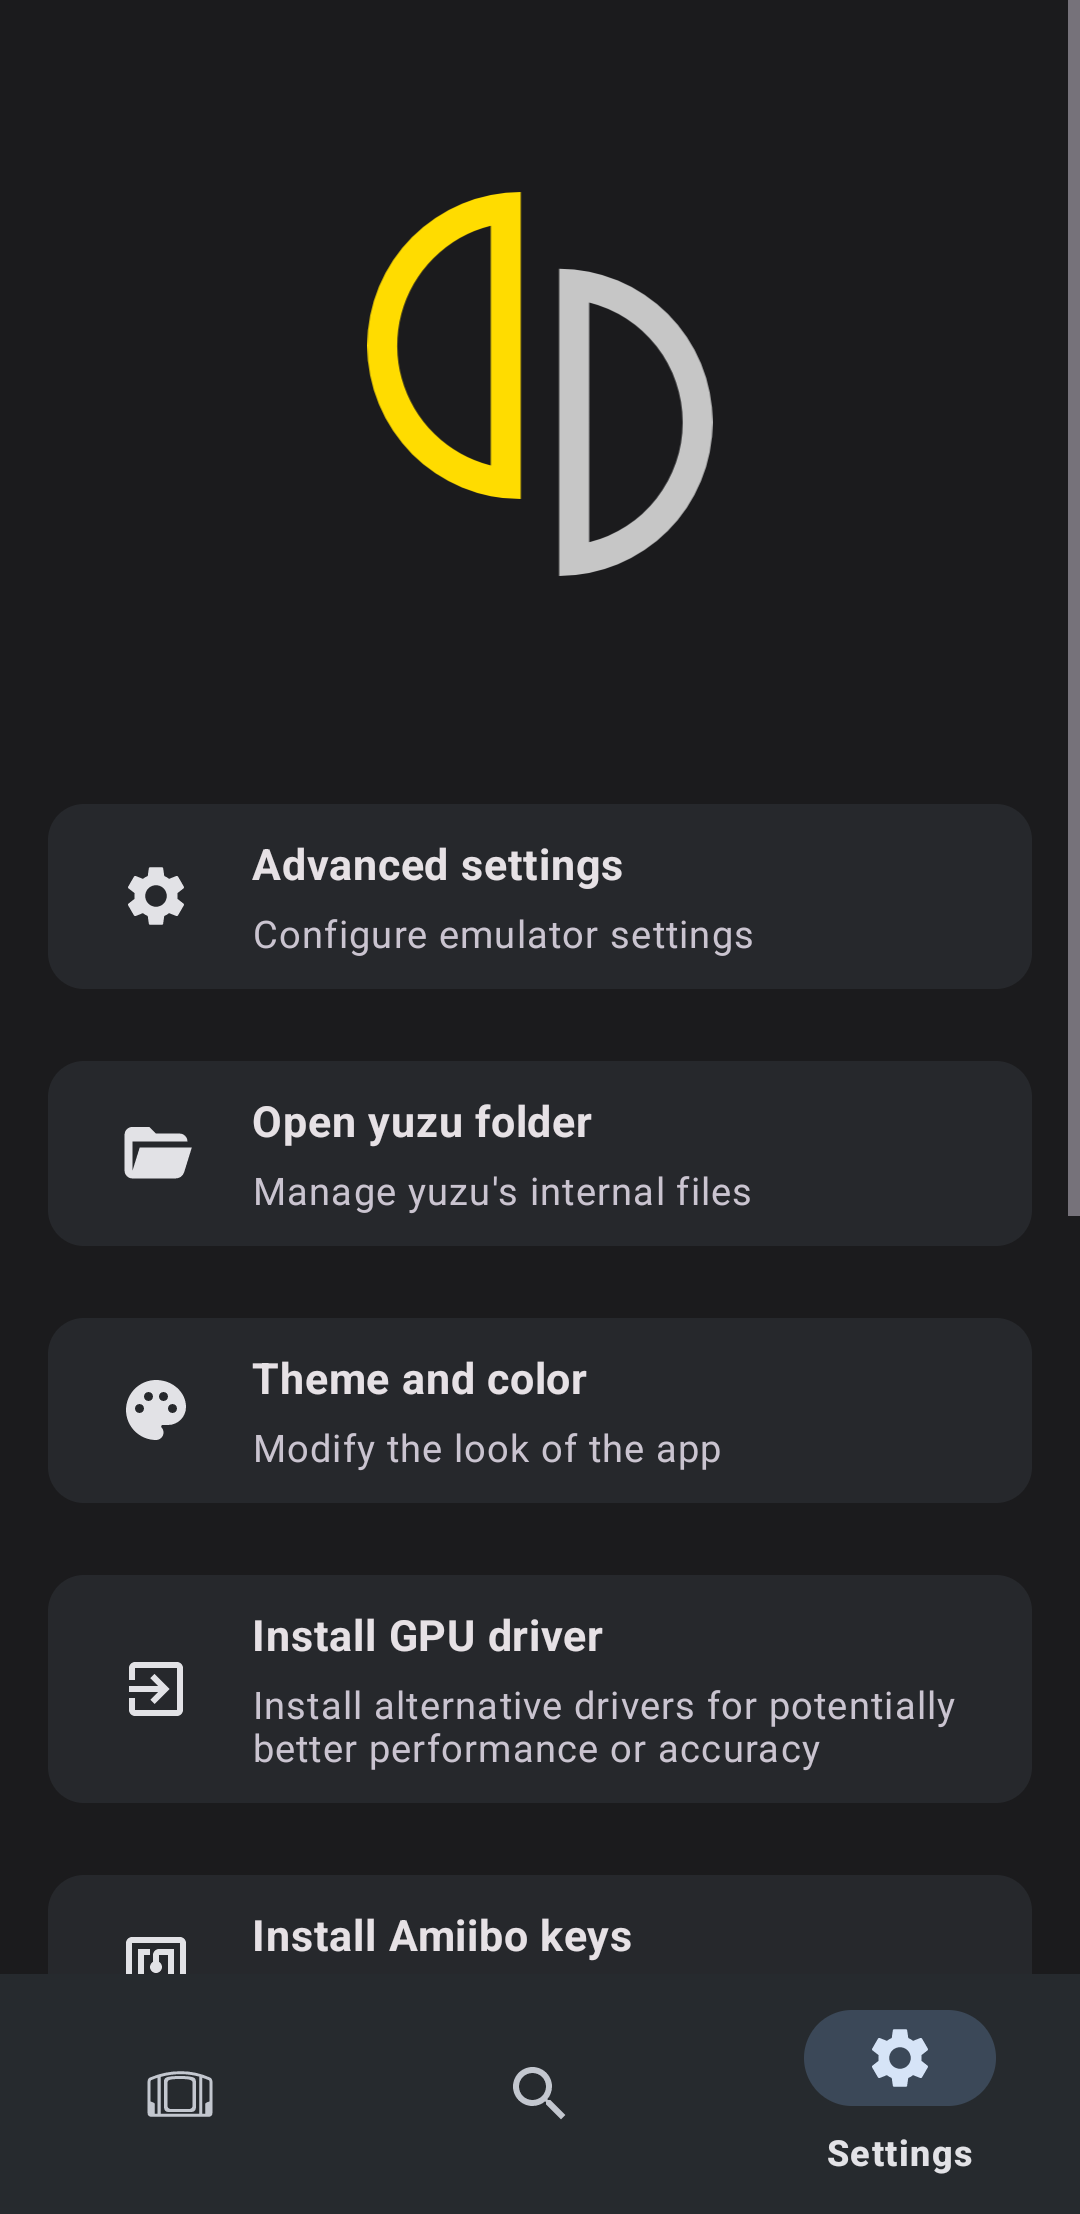 Advanced settings
Configure emulator settings
Open yuzu folder
Manage yuzu's internal files
Theme and color
Modify the look of the app
Install GPU driver
Install alternative drivers for potentially
better performance or accuracy
Install Amiibo keys
Settings